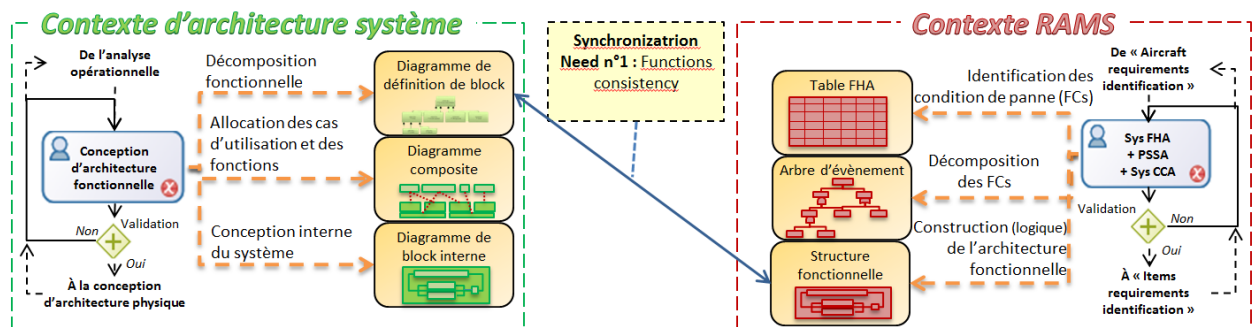 Contexte d'architecture système
De l'analyse
opérationnelle
Conception
d'architecture
fonctionnelle
Validation
Non
Oui
À la conception
d'architecture physique
Décomposition
fonctionnelle
Allocation des cas
d'utilisation et des
fonctions
Conception interne
du système
Diagramme de
définition de block
Diagramme
composite
Diagramme de
block interne
Synchronizatrion
Need n°1 : Functions
consistency
Contexte RAMS
Table FHA
Arbre d'évènement
Structure
fonctionnelle
Identification des
condition de panne (FCs)
Décomposition
des FCs
Construction (logique)
de l'architecture
fonctionnelle
De « Aircraft
requirements
identification »
Sys FHA
+ PSSA
+ Sys CCA
Validation
Non
Oui
À « Items
requirements
identification »